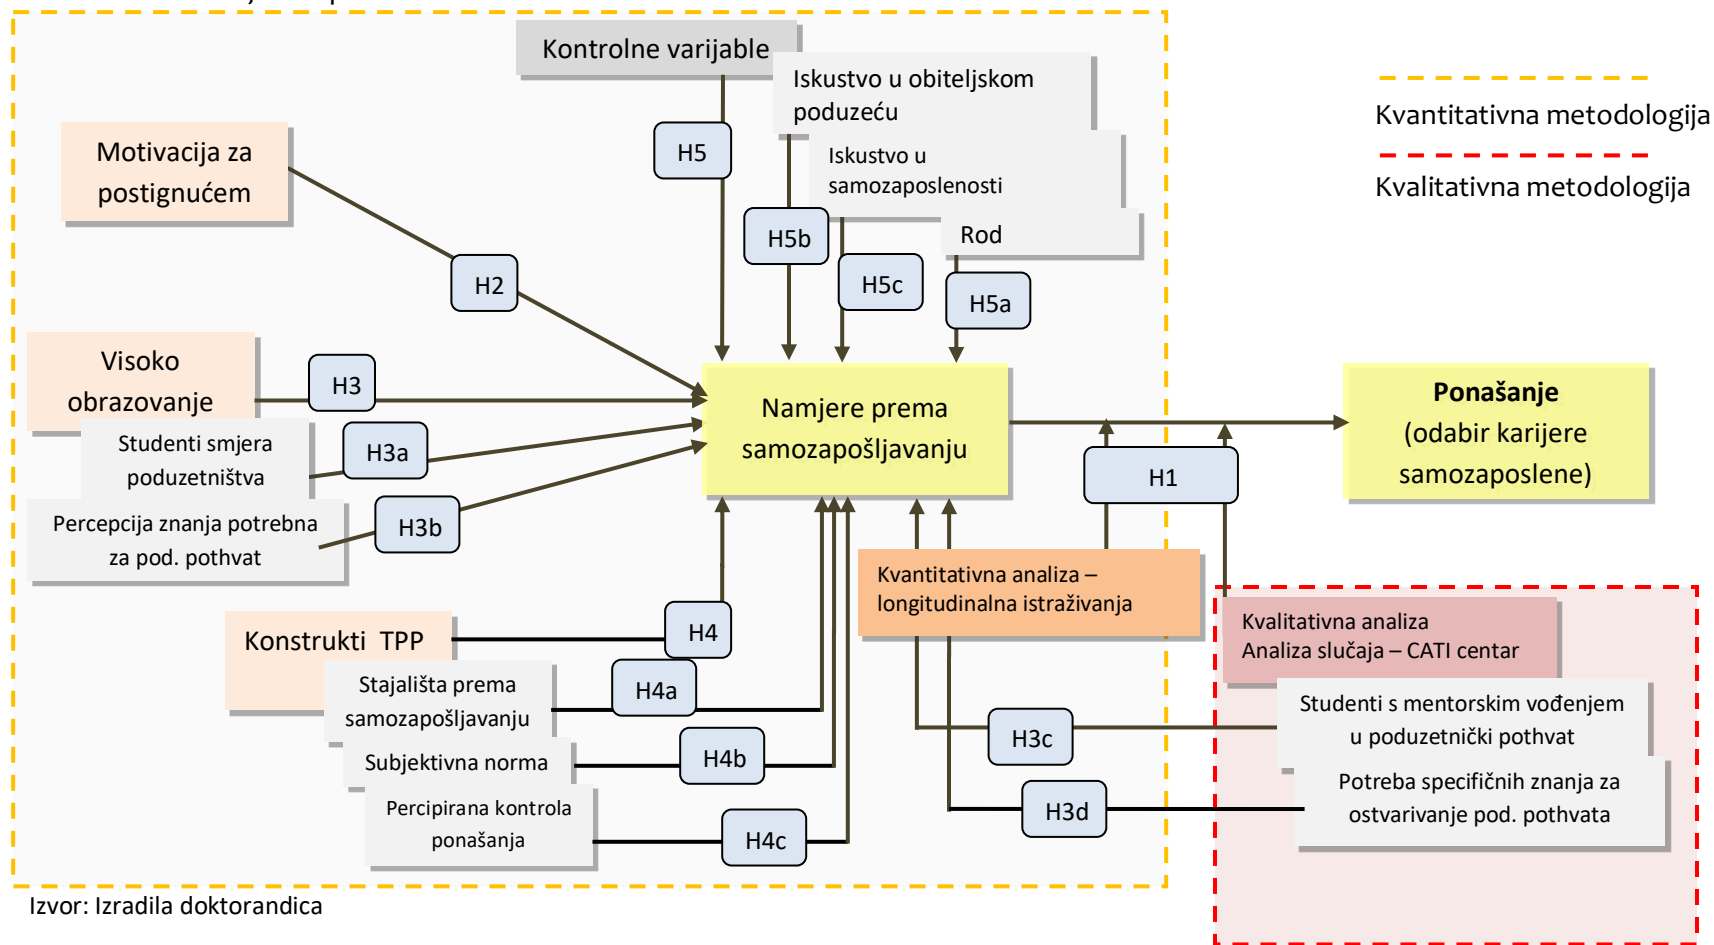 Kontrolne varijable
Iskustvo u obiteljskom
poduzeću
Iskustvo u
samozaposlenosti
Rod
Kvantitativna metodologija
Kvalitativna metodologija
Motivacija za
postignućem
H5
H5b
H5c
H5a
H2
Visoko
obrazovanje
H3
Studenti smjera
poduzetništva
H3a
Percepcija znanja potrebna
za pod. pothvat
H3b
Namjere prema
samozapošljavanju
Ponašanje
(odabir karijere
samozaposlene)
H1
Kvantitativna analiza –
longitudinalna istraživanja
Konstrukti TPP
H4
Stajališta prema
samozapošljavanju
H4a
Subjektivna norma
H4b
Percipirana kontrola
ponašanja
H4c
Kvalitativna analiza
Analiza slučaja – CATI centar
Studenti s mentorskim vođenjem
u poduzetnički pothvat
H3c
Potreba specifičnih znanja za
ostvarivanje pod. pothvata
H3d
Izvor: Izradila doktorandica